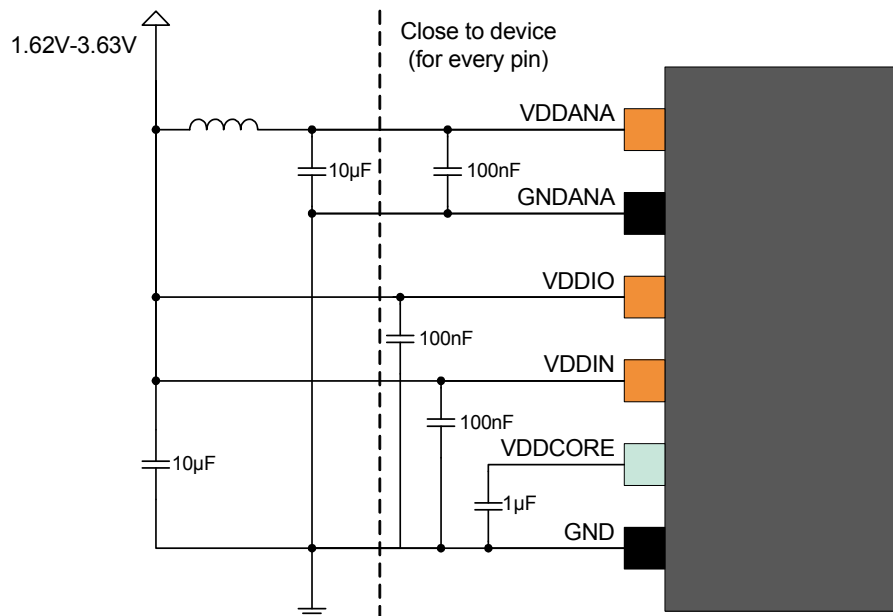 1.62V-3.63V
Close to device
(for every pin)
VDDANA
10µF
100nF
GNDANA
VDDIO
100nF
VDDIN
100nF
10µF
VDDCORE
1µF
GND